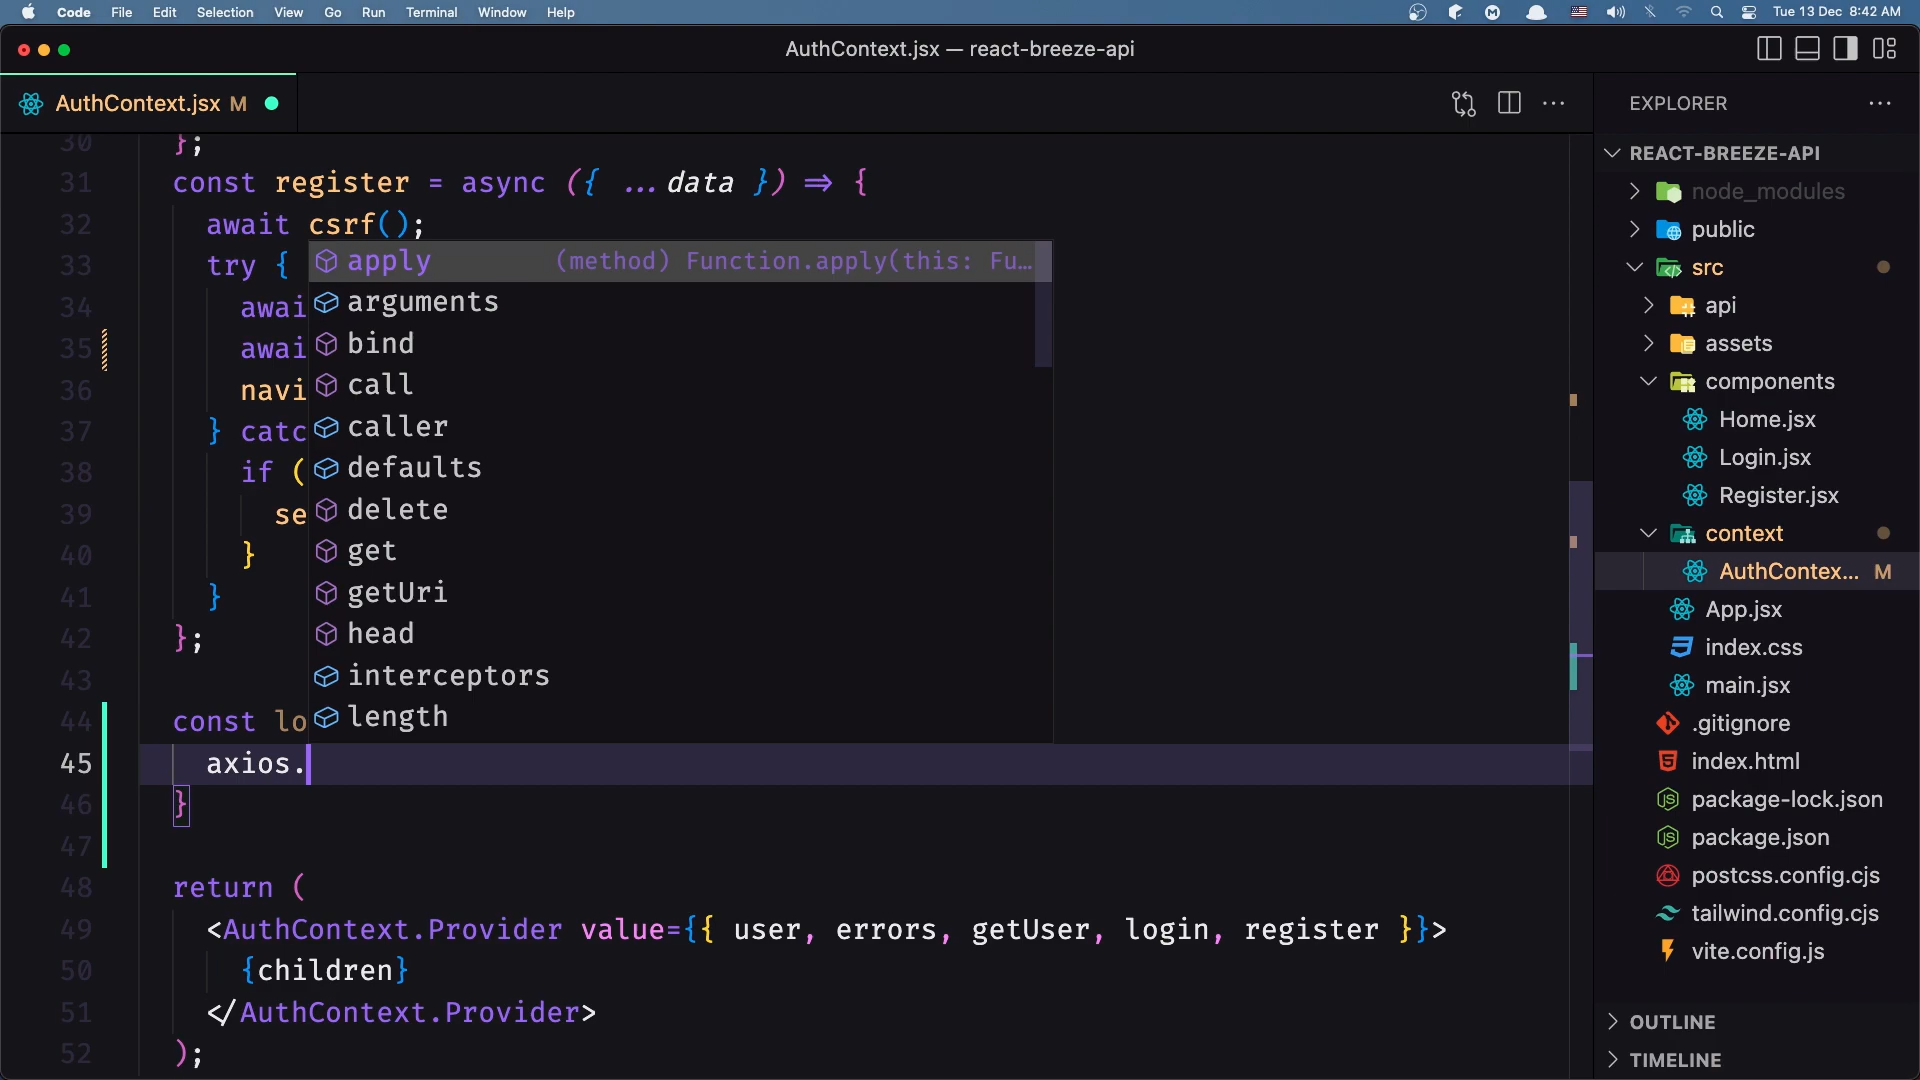 Code File Edit Selection View Go Run Terminal Window Help Tue 13 Dec 8:42 AM
AuthContext.jsx — react-breeze-api
AuthContext.jsx M
30 };
31 const register = async ({ ...data }) => {
32 await csrf();
33 try {
34 awai
35 awai
36 navi
37 } catc
38 if (
39 se
40 }
41 }
42 };
43
44 const lo
45 axios.
46 }
47
48 return (
49 <AuthContext.Provider value={{ user, errors, getUser, login, register }}>
50 {children}
51 </AuthContext.Provider>
52 );
apply (method) Function.apply(this: Fu...
arguments
bind
call
caller
defaults
delete
get
getUri
head
interceptors
length
EXPLORER
REACT-BREEZE-API
node_modules
public
src
api
assets
components
Home.jsx
Login.jsx
Register.jsx
context
AuthContex... M
App.jsx
index.css
main.jsx
.gitignore
index.html
package-lock.json
package.json
postcss.config.cjs
tailwind.config.cjs
vite.config.js
OUTLINE
TIMELINE